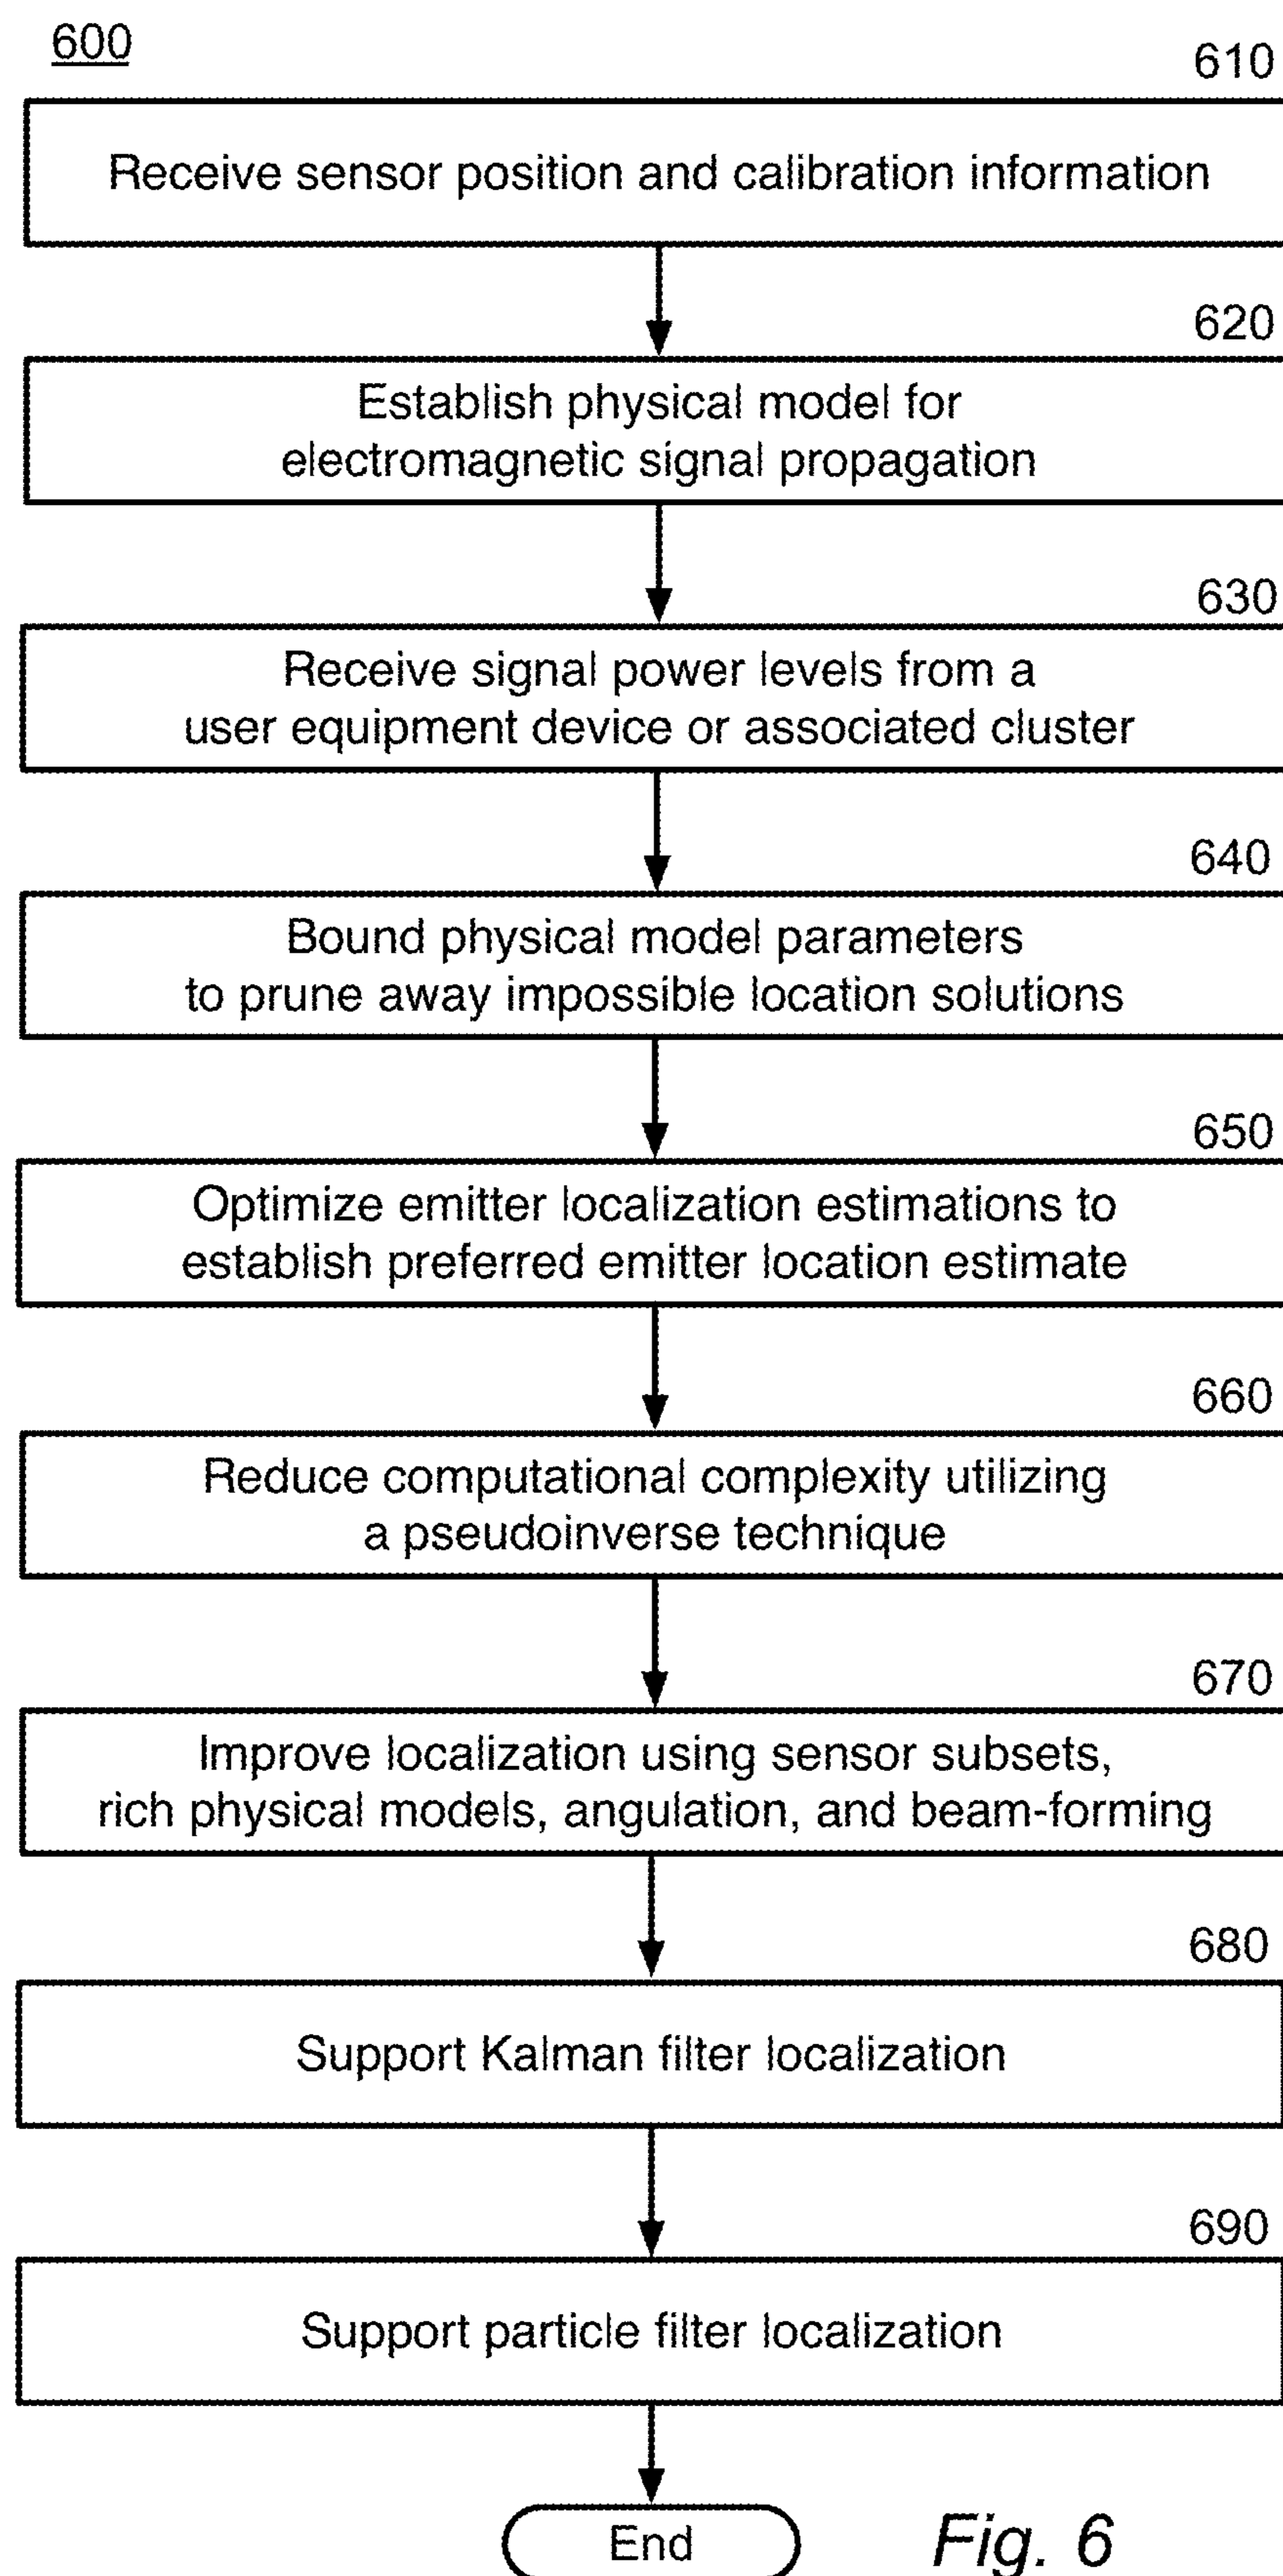 600
610
Receive sensor position and calibration information
620
Establish physical model for
electromagnetic signal propagation
630
Receive signal power levels from a
user equipment device or associated cluster
640
Bound physical model parameters
to prune away impossible location solutions
650
Optimize emitter localization estimations to
establish preferred emitter location estimate
660
Reduce computational complexity utilizing
a pseudoinverse technique
670
Improve localization using sensor subsets,
rich physical models, angulation, and beam-forming
680
Support Kalman filter localization
690
Support particle filter localization
End
Fig. 6